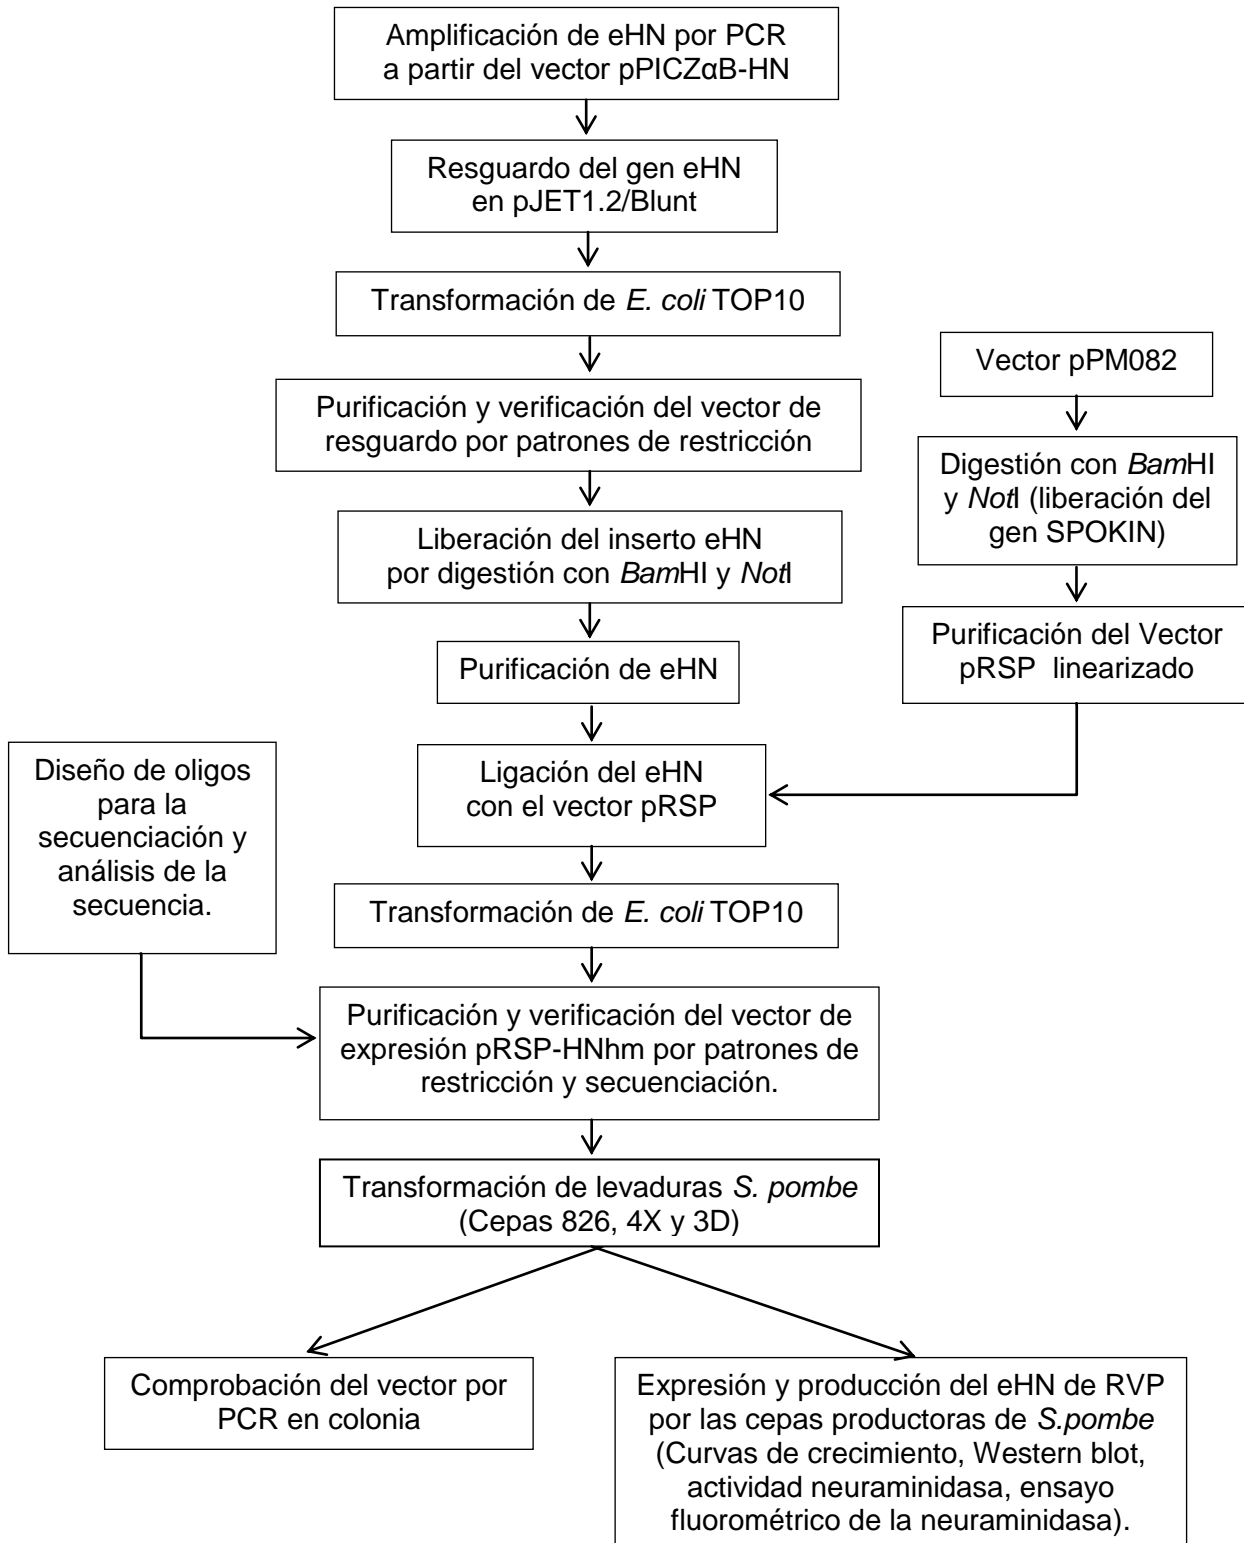 Amplificación de eHN por PCR
a partir del vector pPICZαB-HN
Resguardo del gen eHN
en pJET1.2/Blunt
Transformación de E. coli TOP10
Purificación y verificación del vector de
resguardo por patrones de restricción
Liberación del inserto eHN
por digestión con BamHI y NotI
Purificación de eHN
Vector pPM082
Digestión con BamHI
y NotI (liberación del
gen SPOKIN)
Purificación del Vector
pRSP linearizado
Ligación del eHN
con el vector pRSP
Transformación de E. coli TOP10
Diseño de oligos
para la
secuenciación y
análisis de la
secuencia.
Purificación y verificación del vector de
expresión pRSP-HNhm por patrones de
restricción y secuenciación.
Transformación de levaduras S. pombe
(Cepas 826, 4X y 3D)
Comprobación del vector por
PCR en colonia
Expresión y producción del eHN de RVP
por las cepas productoras de S.pombe
(Curvas de crecimiento, Western blot,
actividad neuraminidasa, ensayo
fluorométrico de la neuraminidasa).